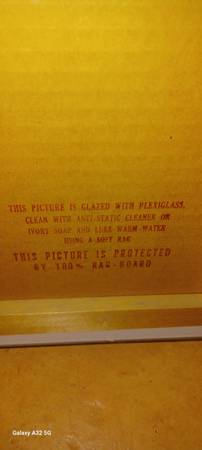 THIS PICTURE IS GLAZED WITH PLEXIGLASS.
CLEAN WITH ANTI-STATIC CLEANER OR
IVORY SOAP AND LUKE WARM WATER
USING A SOFT RAG
THIS PICTURE IS PROTECTED
BY 100% RAG-BOARD
Galaxy A32 5G